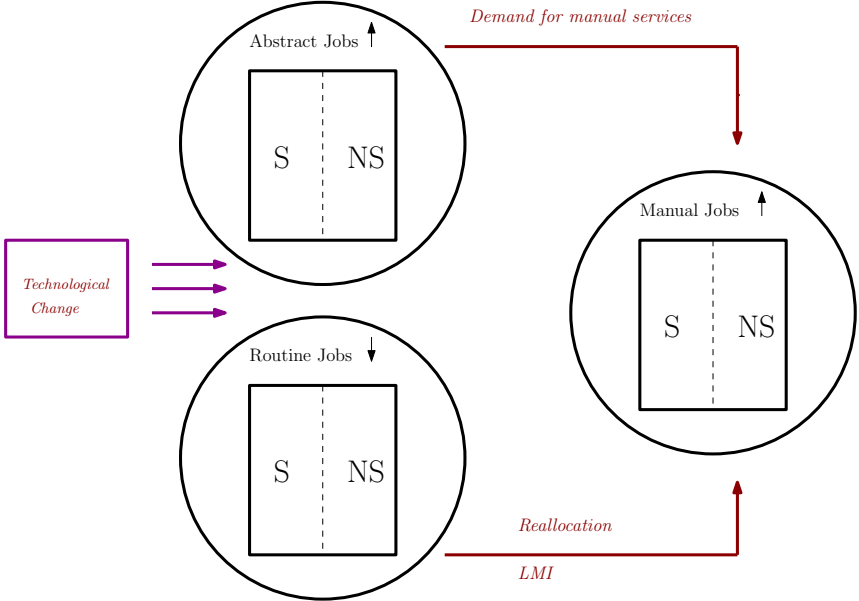 Demand for manual services
Abstract Jobs
S NS
Manual Jobs
S NS
Technological
Change
Routine Jobs
S NS
Reallocation
LMI